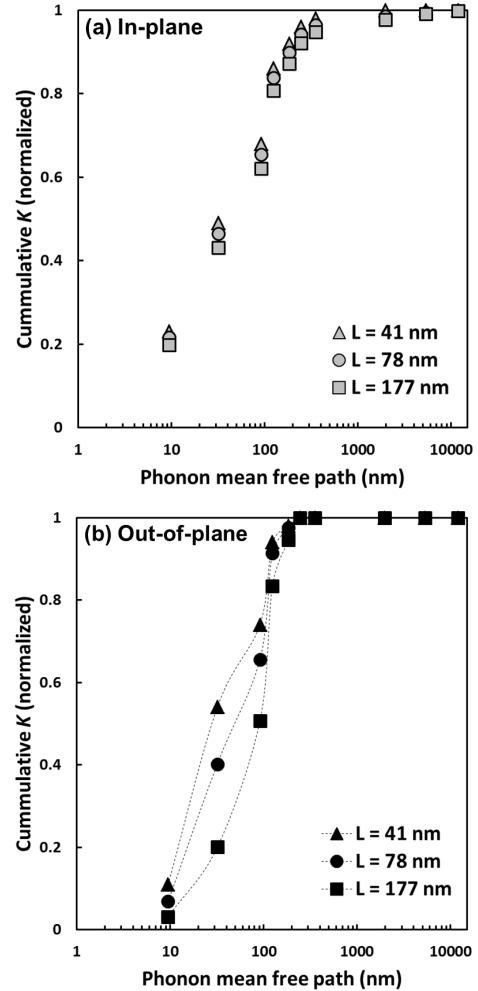 (a) In-plane
1
0.8
0.6
0.4
0.2
0
Cummulative K (normalized)
L = 41 nm
L = 78 nm
L = 177 nm
1 10 100 1000 10000
Phonon mean free path (nm)
(b) Out-of-plane
1
0.8
0.6
0.4
0.2
0
Cummulative K (normalized)
L = 41 nm
L = 78 nm
L = 177 nm
1 10 100 1000 10000
Phonon mean free path (nm)